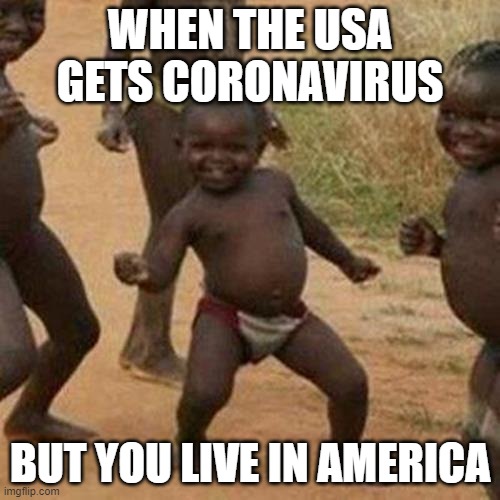 WHEN THE USA
GETS CORONAVIRUS
BUT YOU LIVE IN AMERICA
imgflip.com